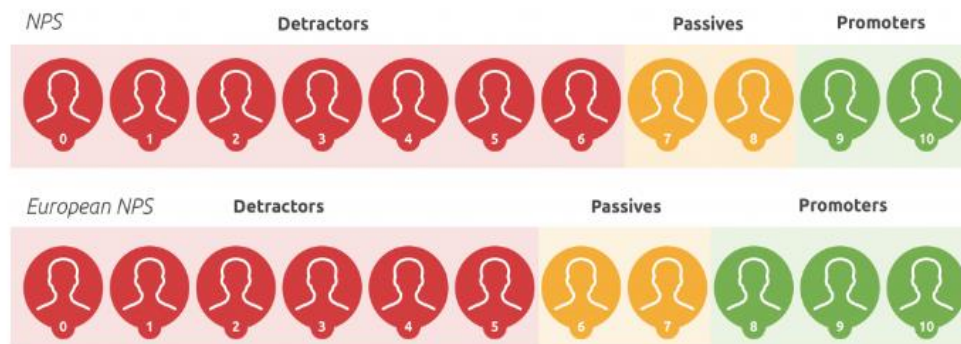 NPS Detractors Passives Promoters
0 1 2 3 4 5 6 7 8 9 10
European NPS Detractors Passives Promoters
0 1 2 3 4 5 6 7 8 9 10